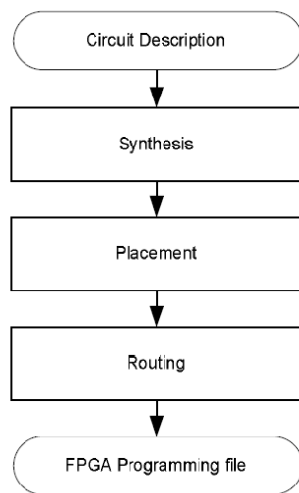 Circuit Description
Synthesis
Placement
Routing
FPGA Programming file